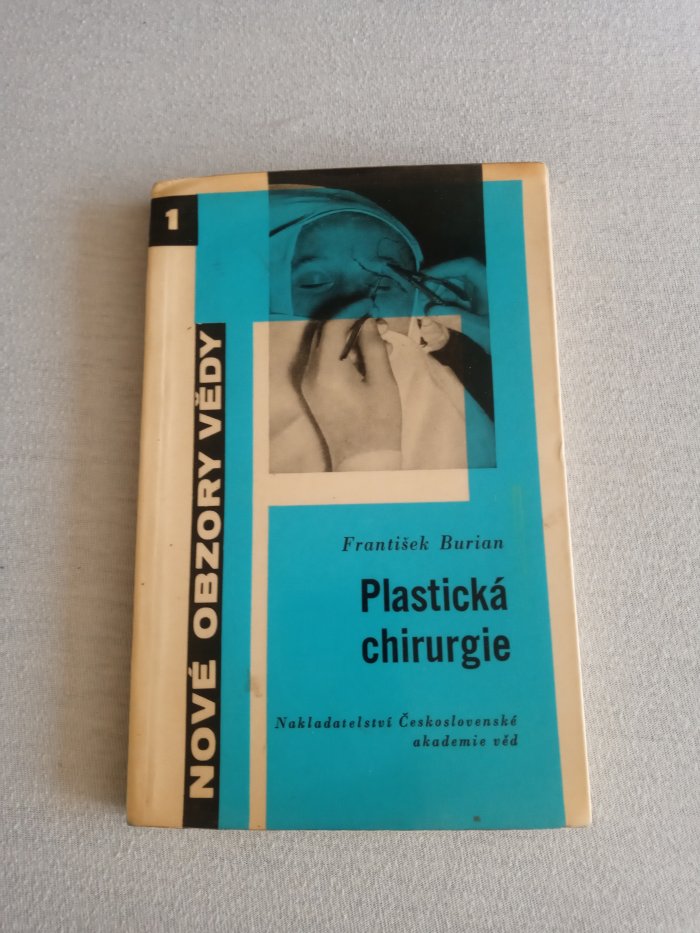 1
NOVÉ OBZORY VĚDY
František Burian
Plastická
chirurgie
Nakladatelství Československé
akademie věd